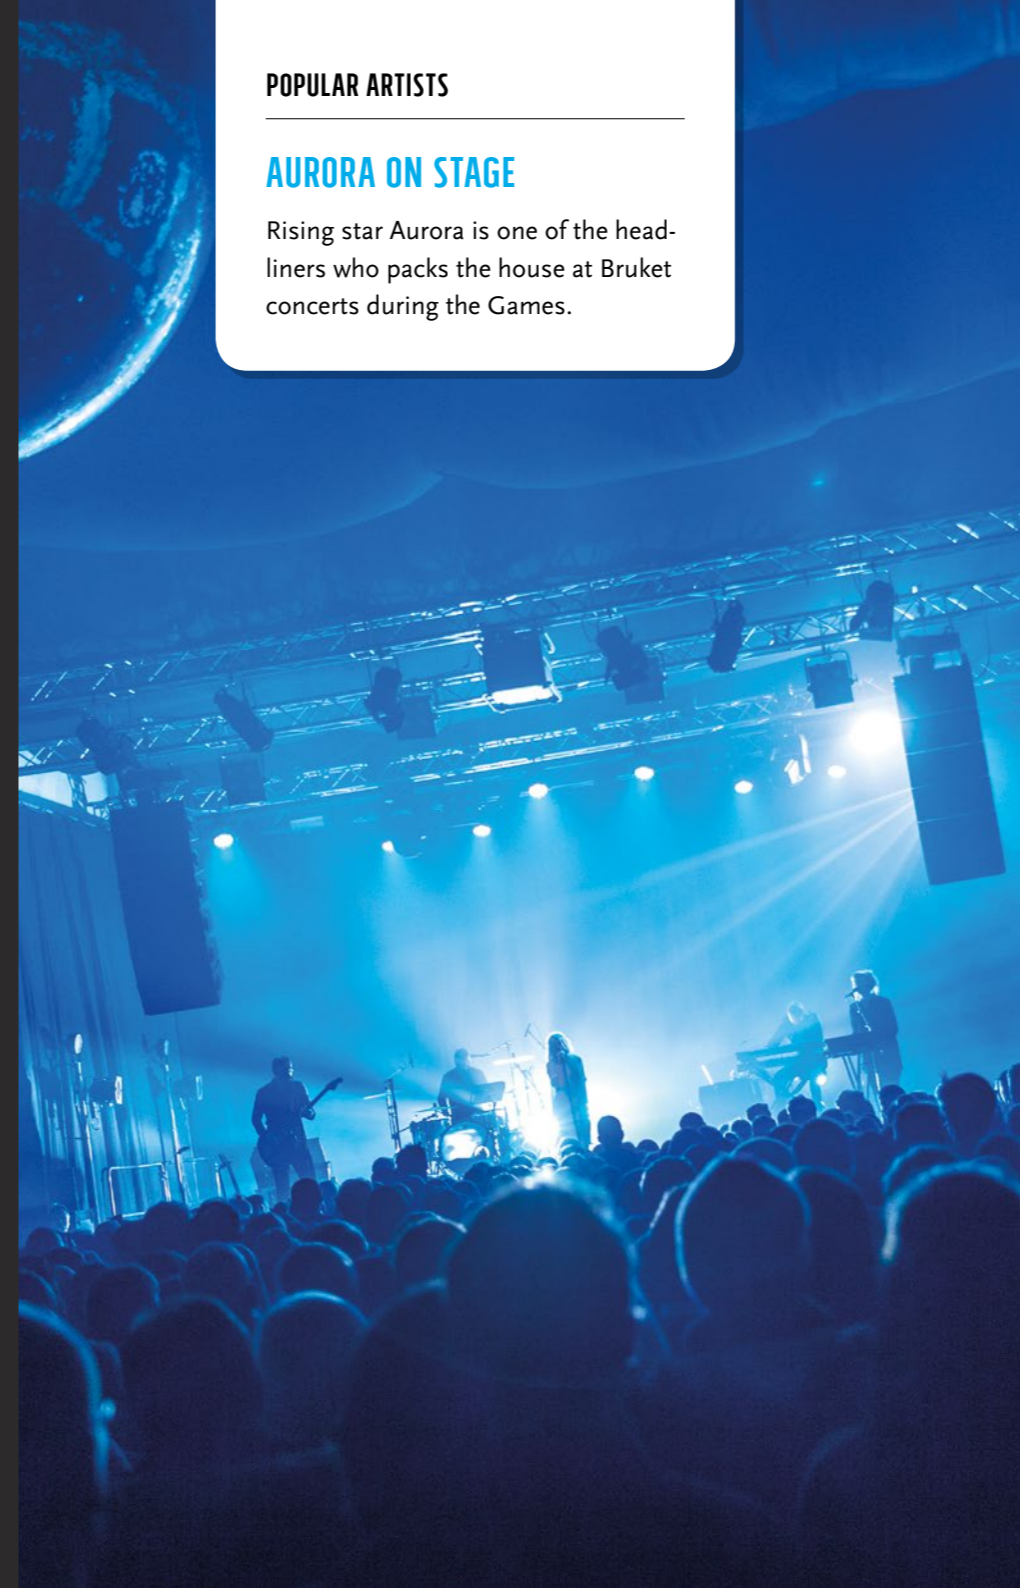 POPULAR ARTISTS
AURORA ON STAGE
Rising star Aurora is one of the head-
liners who packs the house at Bruket
concerts during the Games.